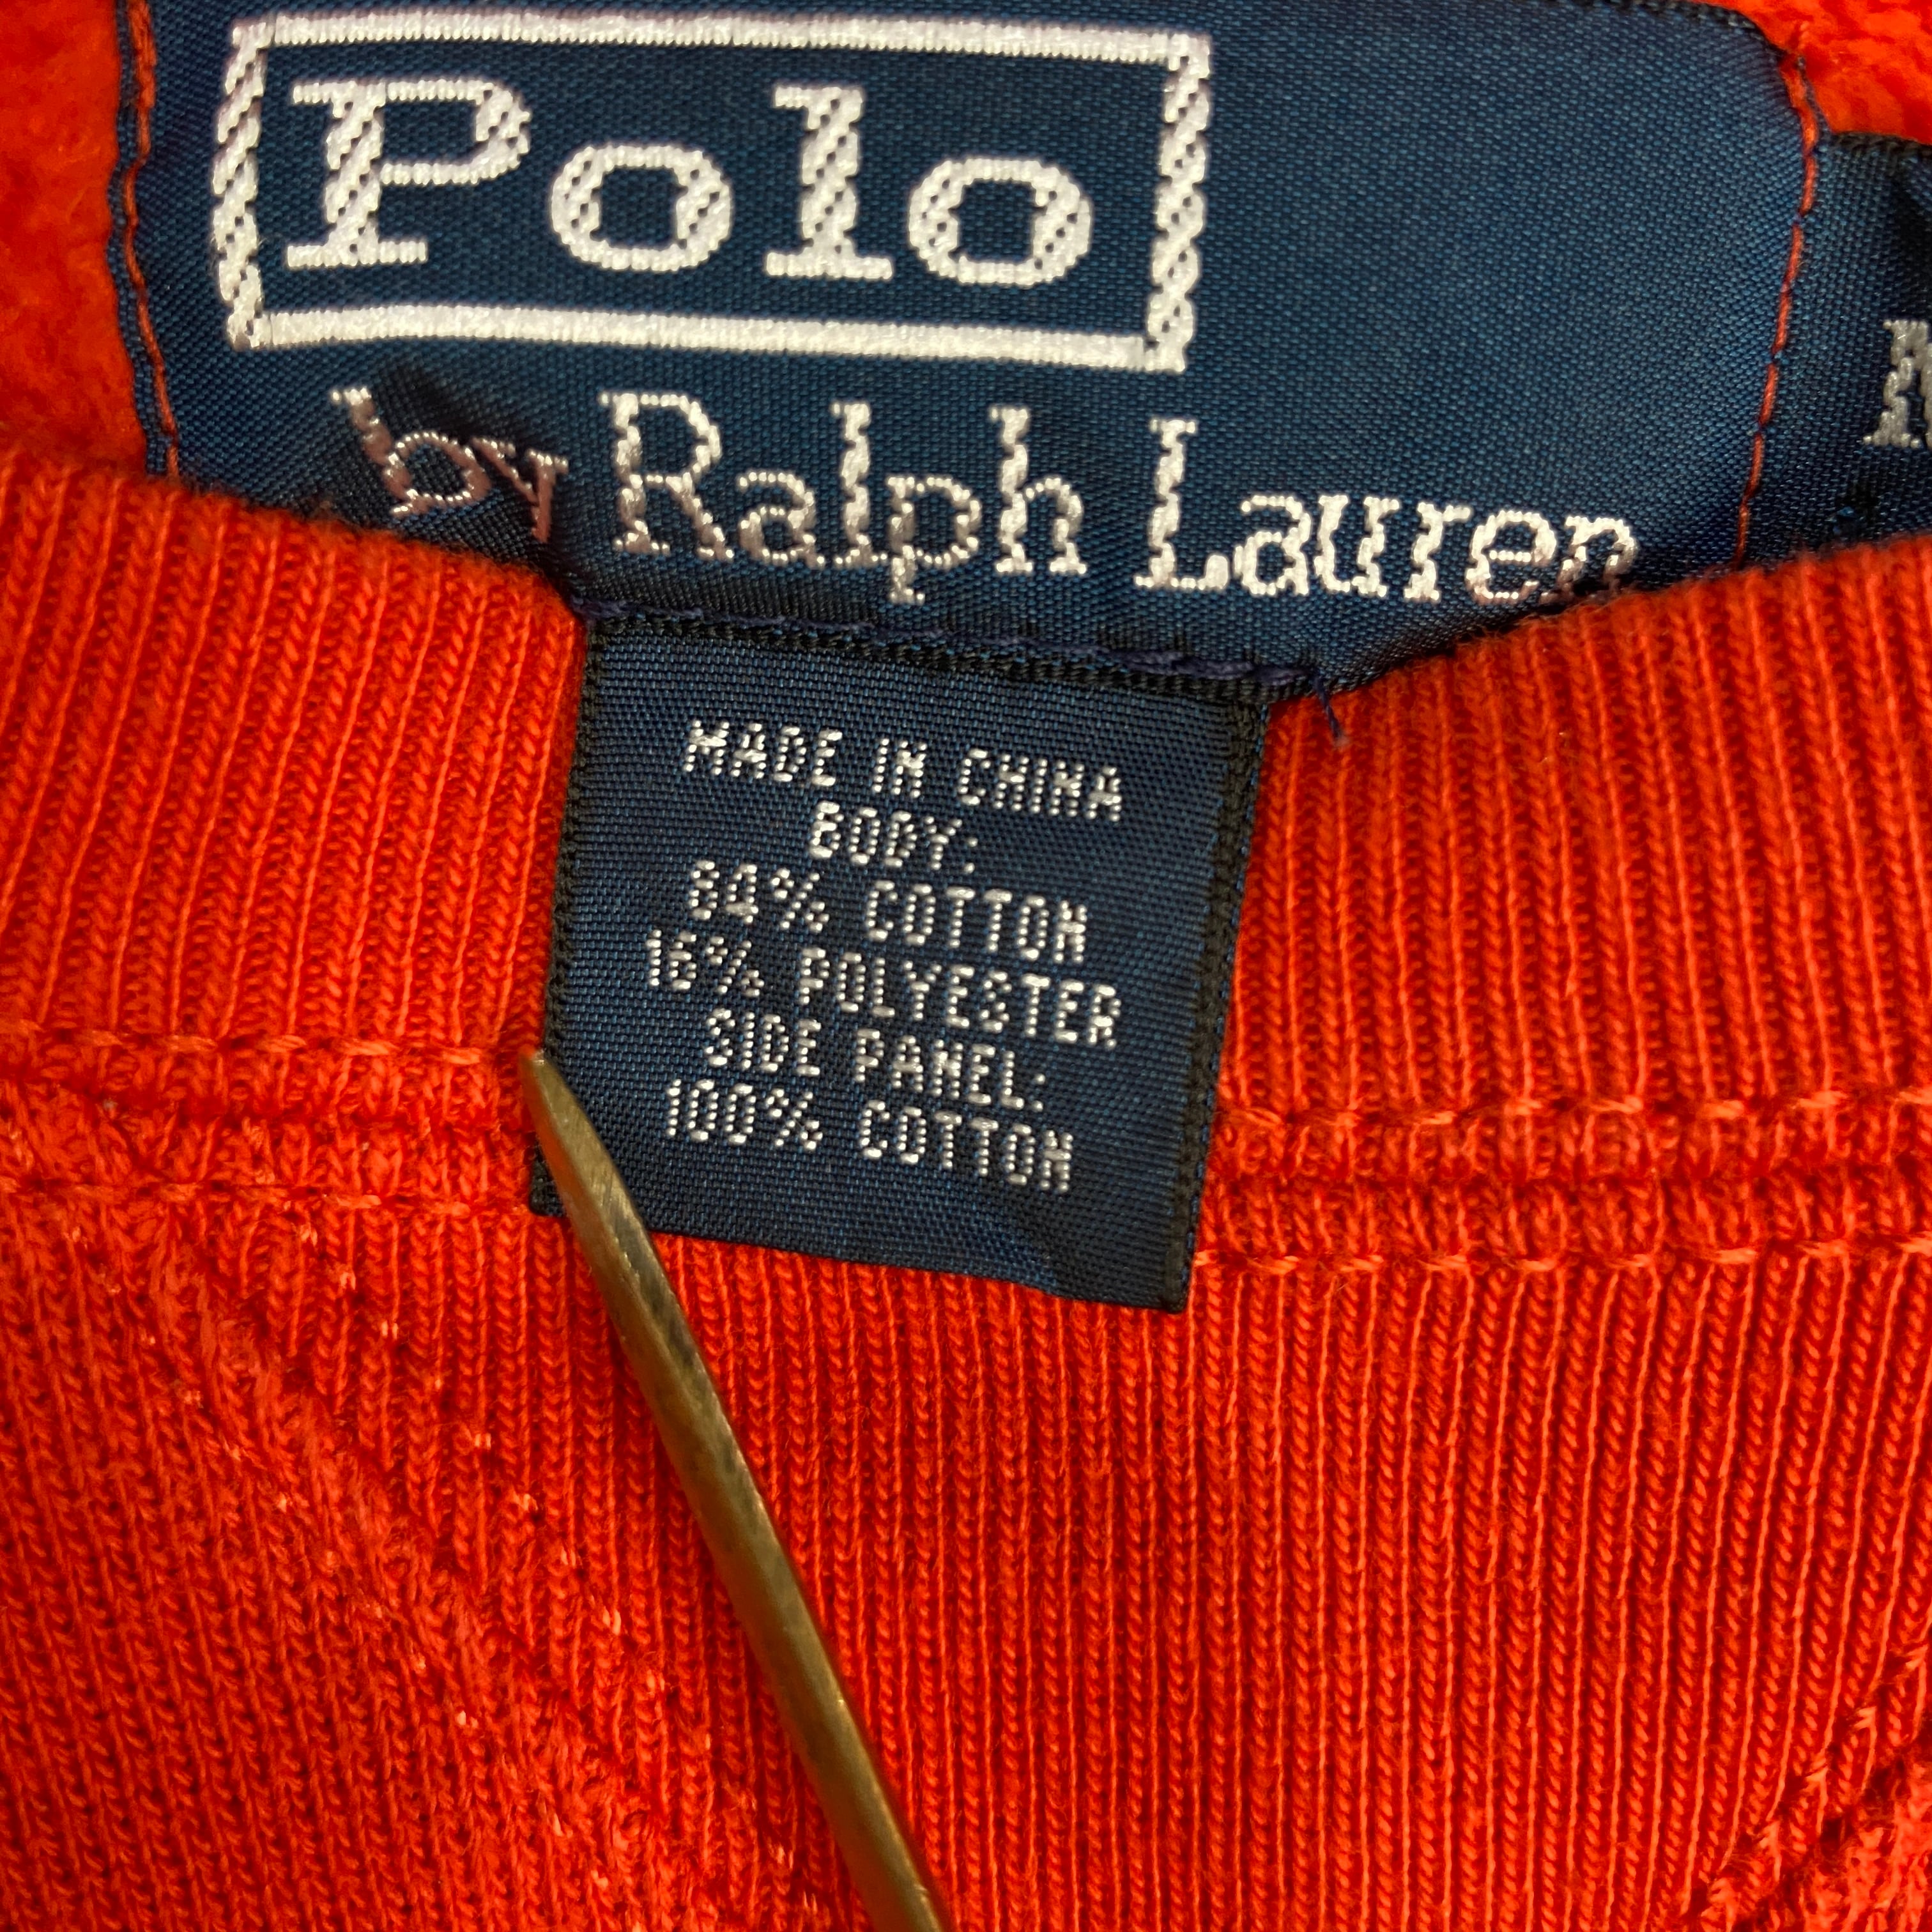 Polo
by Ralph Lauren
MADE IN CHINA
BODY:
84% COTTON
16% POLYESTER
SIDE PANEL:
100% COTTON